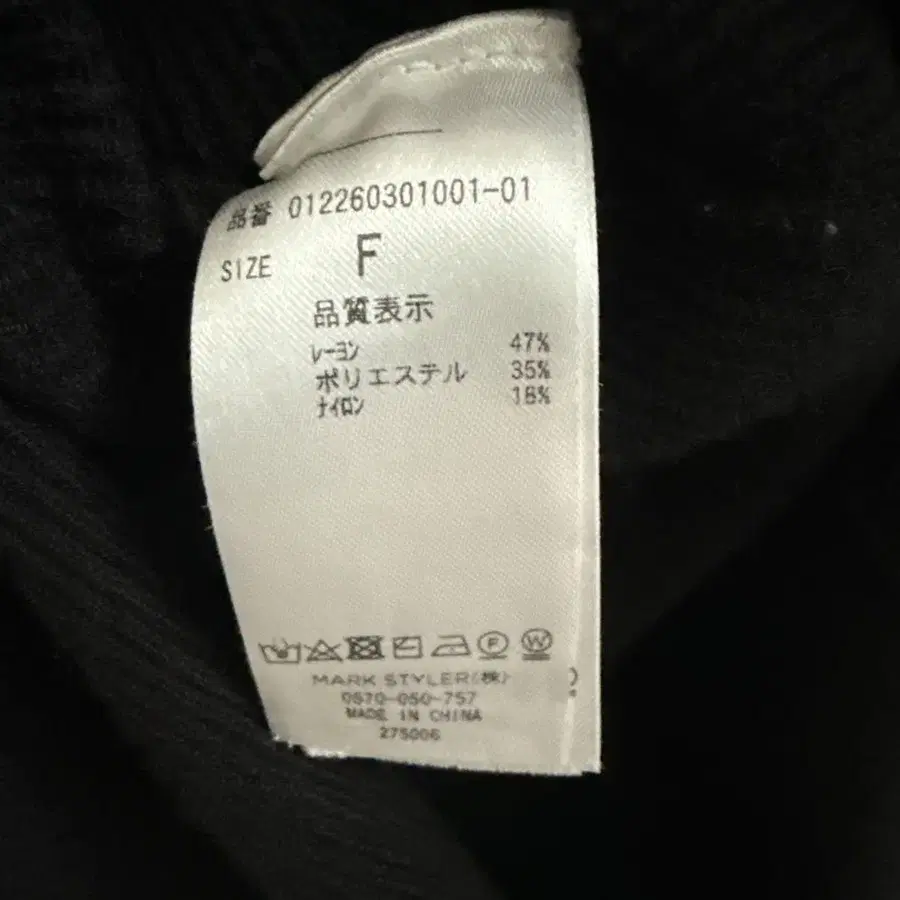 品番 012260301001-01
SIZE F
品質表示
レーヨン 47%
ポリエステル 35%
ナイロン 18%
F W
MARK STYLER(株)
0570-050-757
MADE IN CHINA
275006